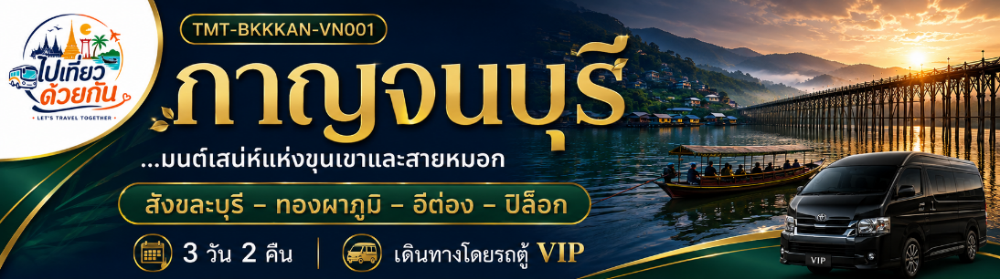 TMT-BKKKAN-VN001
ไปเที่ยว
ด้วยกัน
• LET'S TRAVEL TOGETHER •
กาญจนบุรี
...มนต์เสน่ห์แห่งขุนเขาและสายหมอก
สังขละบุรี – ทองผาภูมิ – อีต่อง – ปิล็อก
3 วัน 2 คืน | เดินทางโดยรถตู้ VIP
VIP